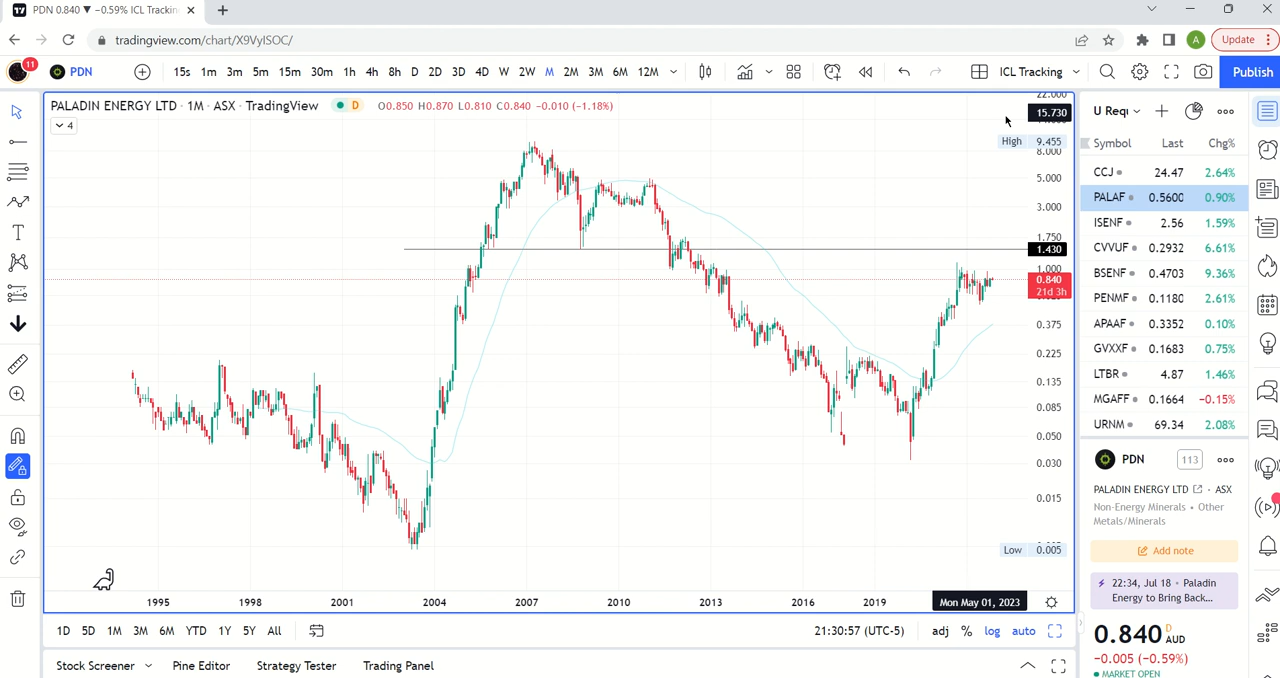 PDN 0.840 ▼ −0.59% ICL Trackin
tradingview.com/chart/X9VyISOC/
Update
11
PDN
15s 1m 3m 5m 15m 30m 1h 4h 8h D 2D 3D 4D W 2W M 2M 3M 6M 12M
ICL Tracking
Publish
PALADIN ENERGY LTD · 1M · ASX · TradingView
D
O0.850 H0.870 L0.810 C0.840 −0.010 (−1.18%)
4
22.000
15.730
High 9.455
8.000
5.000
3.000
1.750
1.430
1.000
0.840
21d 3h
0.375
0.225
0.135
0.085
0.050
0.030
0.015
Low 0.005
1995 1998 2001 2004 2007 2010 2013 2016 2019
Mon May 01, 2023
1D 5D 1M 3M 6M YTD 1Y 5Y All
21:30:57 (UTC-5)
adj % log auto
Stock Screener Pine Editor Strategy Tester Trading Panel
U Requ
Symbol Last Chg%
CCJ 24.47 2.64%
PALAF 0.5600 0.90%
ISENF 2.56 1.59%
CVVUF 0.2932 6.61%
BSENF 0.4703 9.36%
PENMF 0.1180 2.61%
APAAF 0.3352 0.10%
GVXXF 0.1683 0.75%
LTBR 4.87 1.46%
MGAFF 0.1664 −0.15%
URNM 69.34 2.08%
PDN 113
PALADIN ENERGY LTD · ASX
Non-Energy Minerals • Other
Metals/Minerals
Add note
22:34, Jul 18 • Paladin
Energy to Bring Back...
0.840 D AUD
−0.005 (−0.59%)
MARKET OPEN